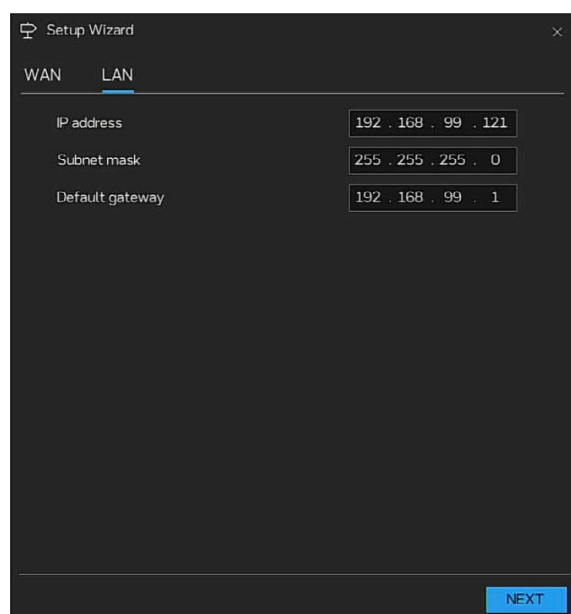 Setup Wizard
WAN LAN
IP address 192 . 168 . 99 . 121
Subnet mask 255 . 255 . 255 . 0
Default gateway 192 . 168 . 99 . 1
NEXT